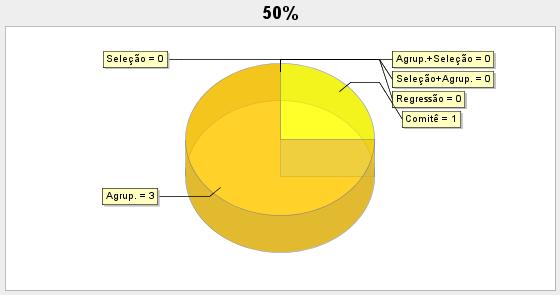 50%
Seleção = 0
Agrup.+Seleção = 0
Seleção+Agrup. = 0
Regressão = 0
Comitê = 1
Agrup. = 3